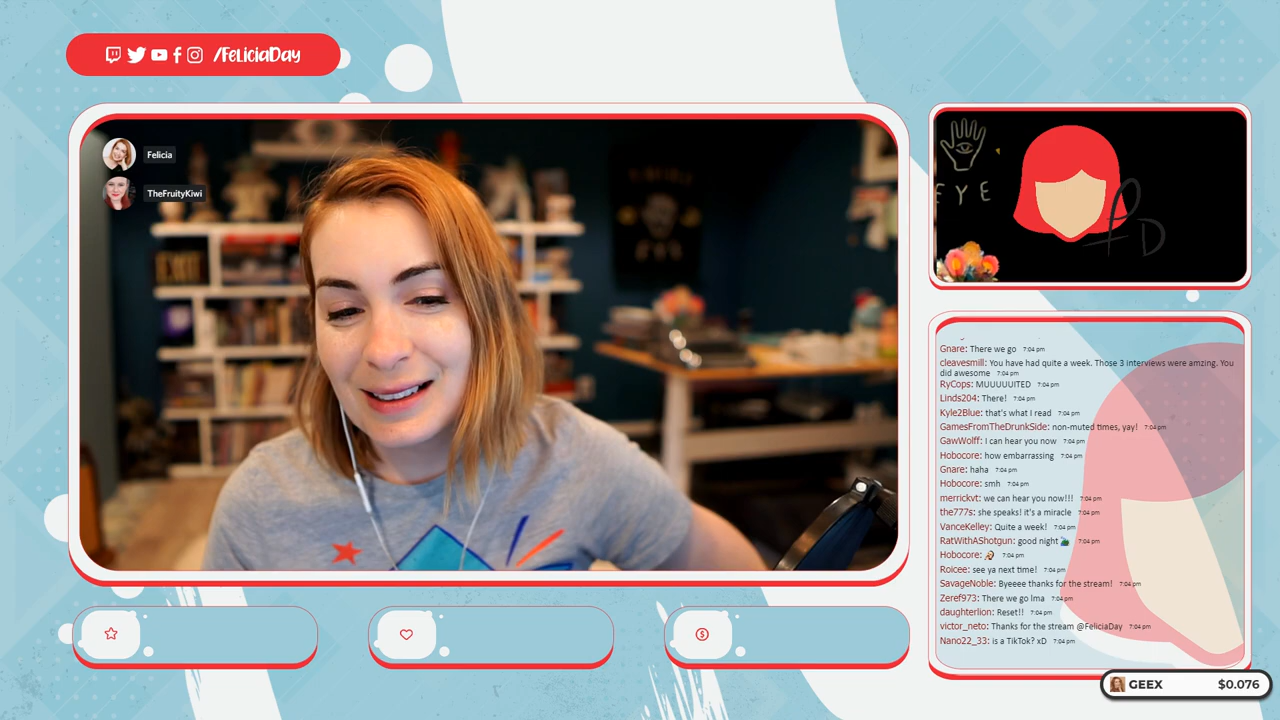 /FeliciaDay
Felicia
TheFruityKiwi
EXIT
EYE
EYE
D
Gnare: There we go 7:04 pm
cleavesmill: You have had quite a week. Those 3 interviews were amzing. You
did awesome 7:04 pm
RyCops: MUUUUUITED 7:04 pm
Linds204: There! 7:04 pm
Kyle2Blue: that's what I read 7:04 pm
GamesFromTheDrunkSide: non-muted times, yay! 7:04 pm
GawWolff: I can hear you now 7:04 pm
Hobocore: how embarrassing 7:04 pm
Gnare: haha 7:04 pm
Hobocore: smh 7:04 pm
merrickvt: we can hear you now!!! 7:04 pm
the777s: she speaks! it's a miracle 7:04 pm
VanceKelley: Quite a week! 7:04 pm
RatWithAShotgun: good night 7:04 pm
Hobocore: 7:04 pm
Roicee: see ya next time! 7:04 pm
SavageNoble: Byeeee thanks for the stream! 7:04 pm
Zeref973: There we go lma 7:04 pm
daughterlion: Reset!! 7:04 pm
victor_neto: Thanks for the stream @FeliciaDay 7:04 pm
Nano22_33: is a TikTok? xD 7:04 pm
GEEX $0.076